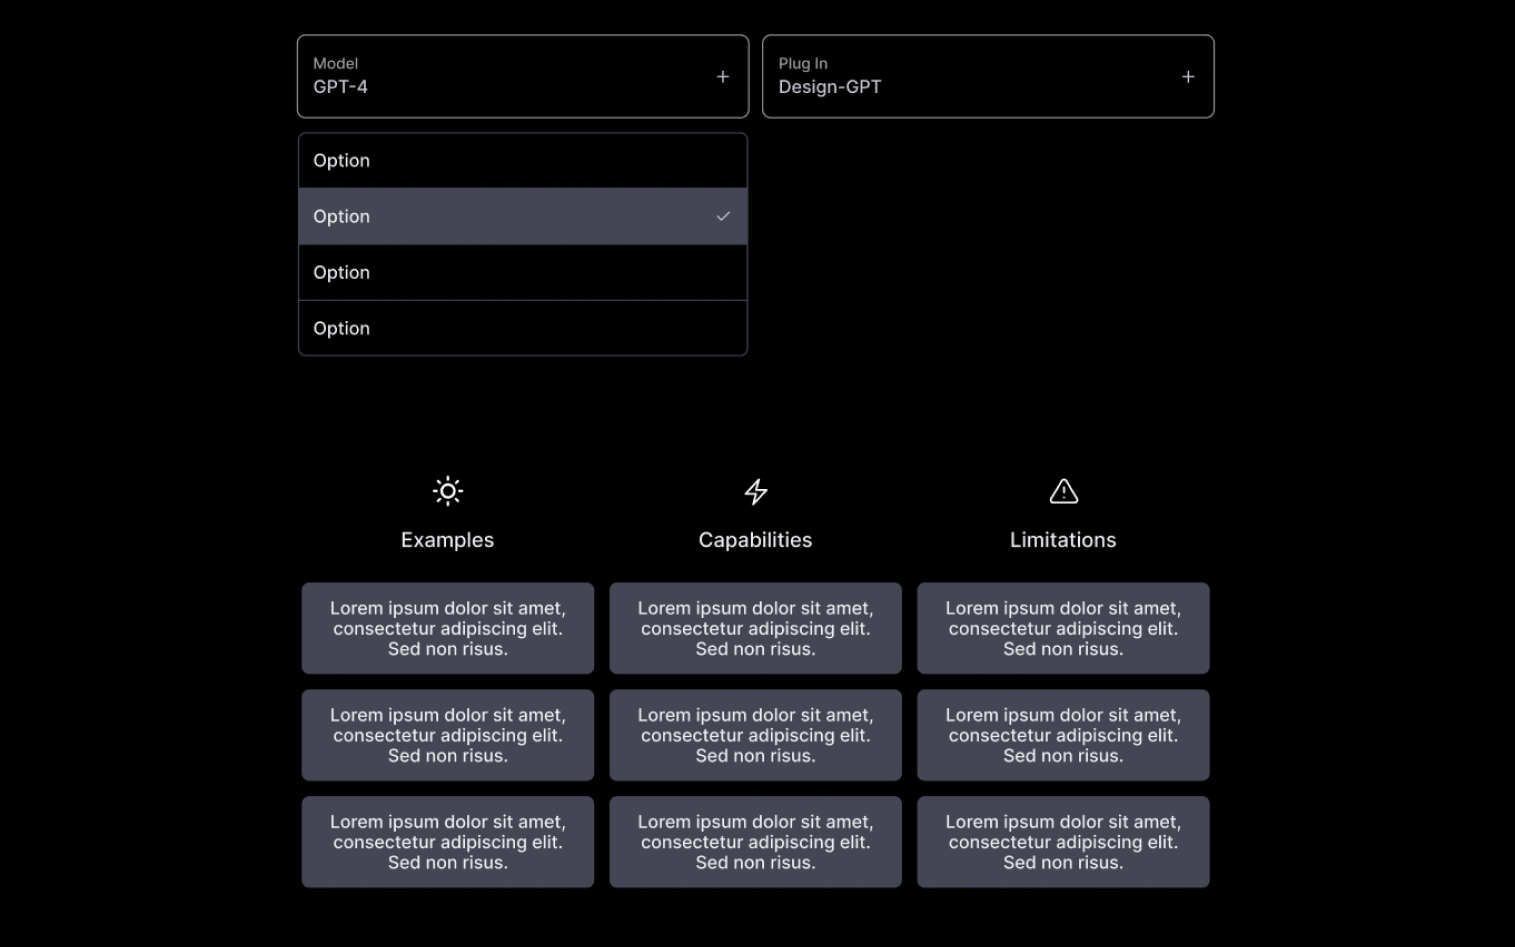 Model
GPT-4
Plug In
Design-GPT
Option
Option
Option
Option
Examples
Capabilities
Limitations
Lorem ipsum dolor sit amet,
consectetur adipiscing elit.
Sed non risus.
Lorem ipsum dolor sit amet,
consectetur adipiscing elit.
Sed non risus.
Lorem ipsum dolor sit amet,
consectetur adipiscing elit.
Sed non risus.
Lorem ipsum dolor sit amet,
consectetur adipiscing elit.
Sed non risus.
Lorem ipsum dolor sit amet,
consectetur adipiscing elit.
Sed non risus.
Lorem ipsum dolor sit amet,
consectetur adipiscing elit.
Sed non risus.
Lorem ipsum dolor sit amet,
consectetur adipiscing elit.
Sed non risus.
Lorem ipsum dolor sit amet,
consectetur adipiscing elit.
Sed non risus.
Lorem ipsum dolor sit amet,
consectetur adipiscing elit.
Sed non risus.